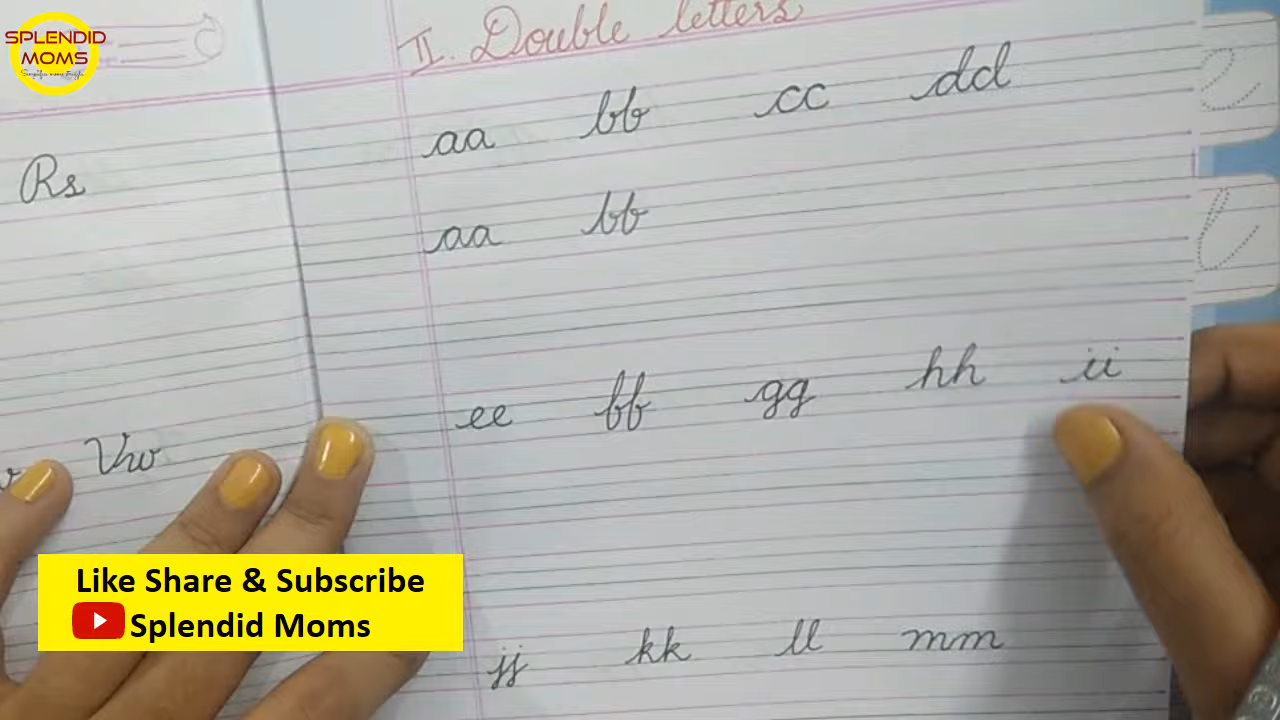 SPLENDID
MOMS
II. Double letters
Rs
aa bb cc dd
aa bb
Vw
ee ff gg hh ii
jj kk ll mm
Like Share & Subscribe
Splendid Moms